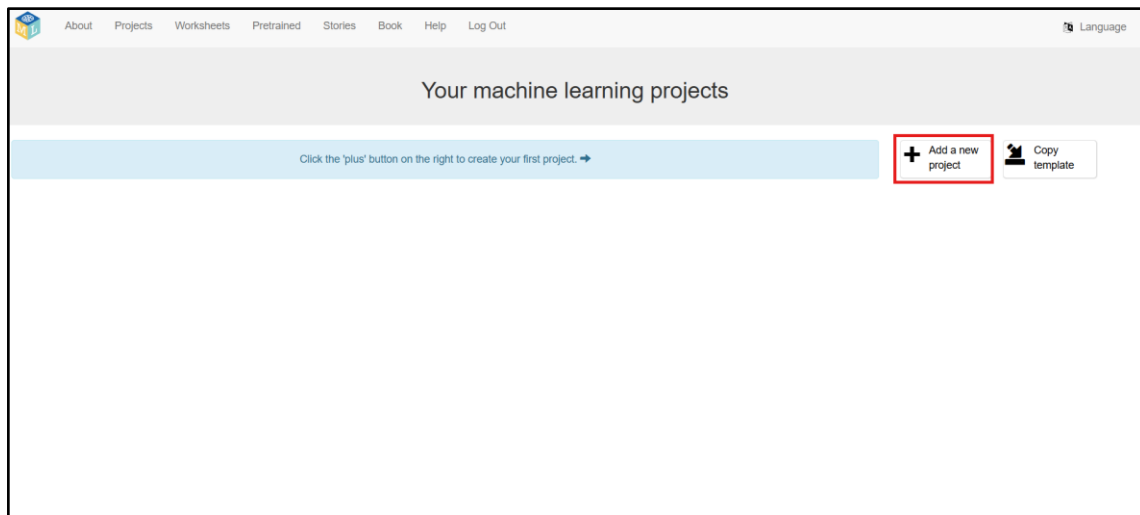 About Projects Worksheets Pretrained Stories Book Help Log Out Language
Your machine learning projects
Click the 'plus' button on the right to create your first project.
Add a new
project
Copy
template